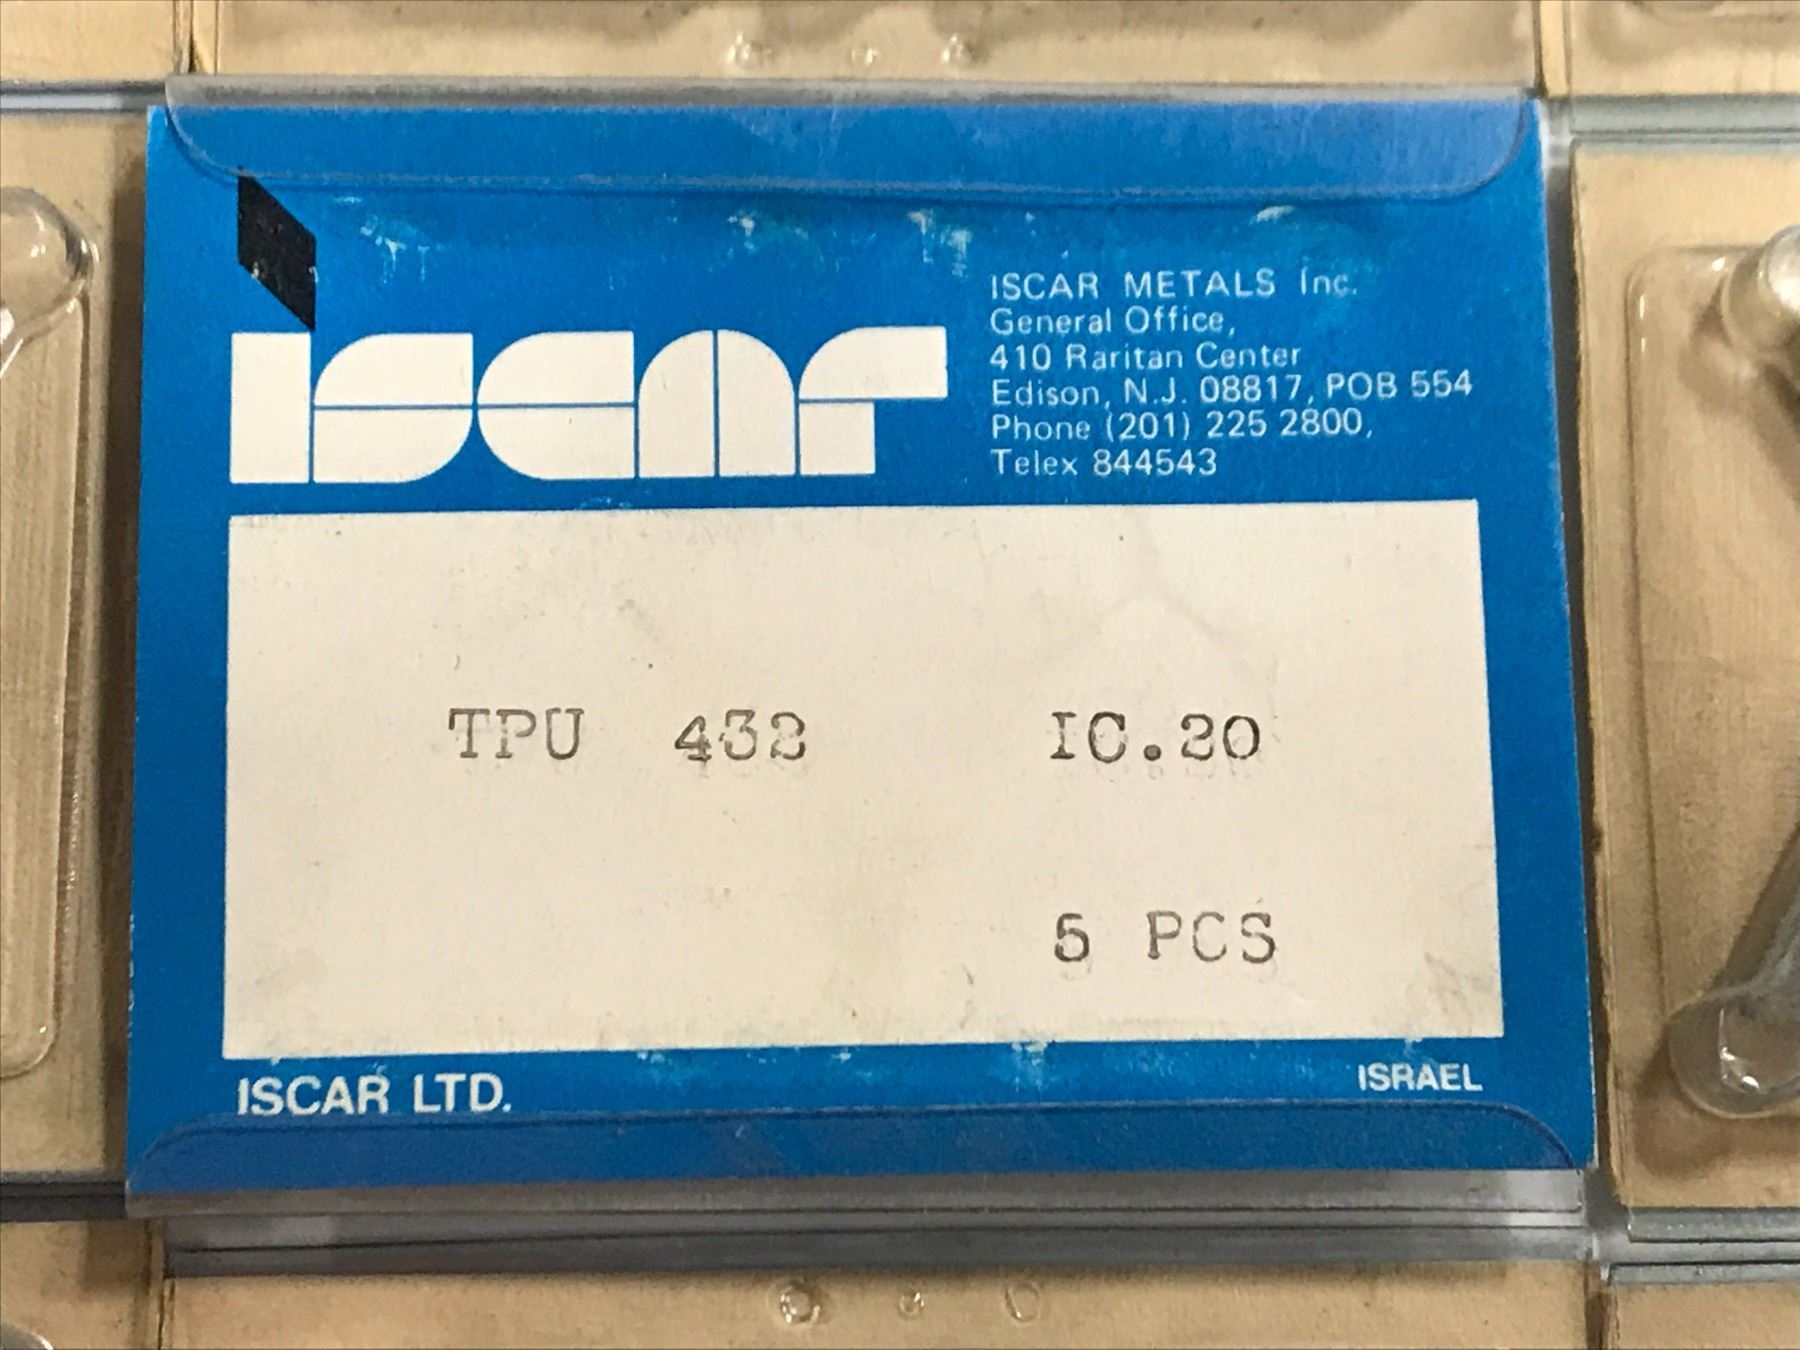 iscar
ISCAR METALS Inc.
General Office,
410 Raritan Center
Edison, N.J. 08817, POB 554
Phone (201) 225 2800,
Telex 844543
TPU 432 IC.20
5 PCS
ISCAR LTD. ISRAEL